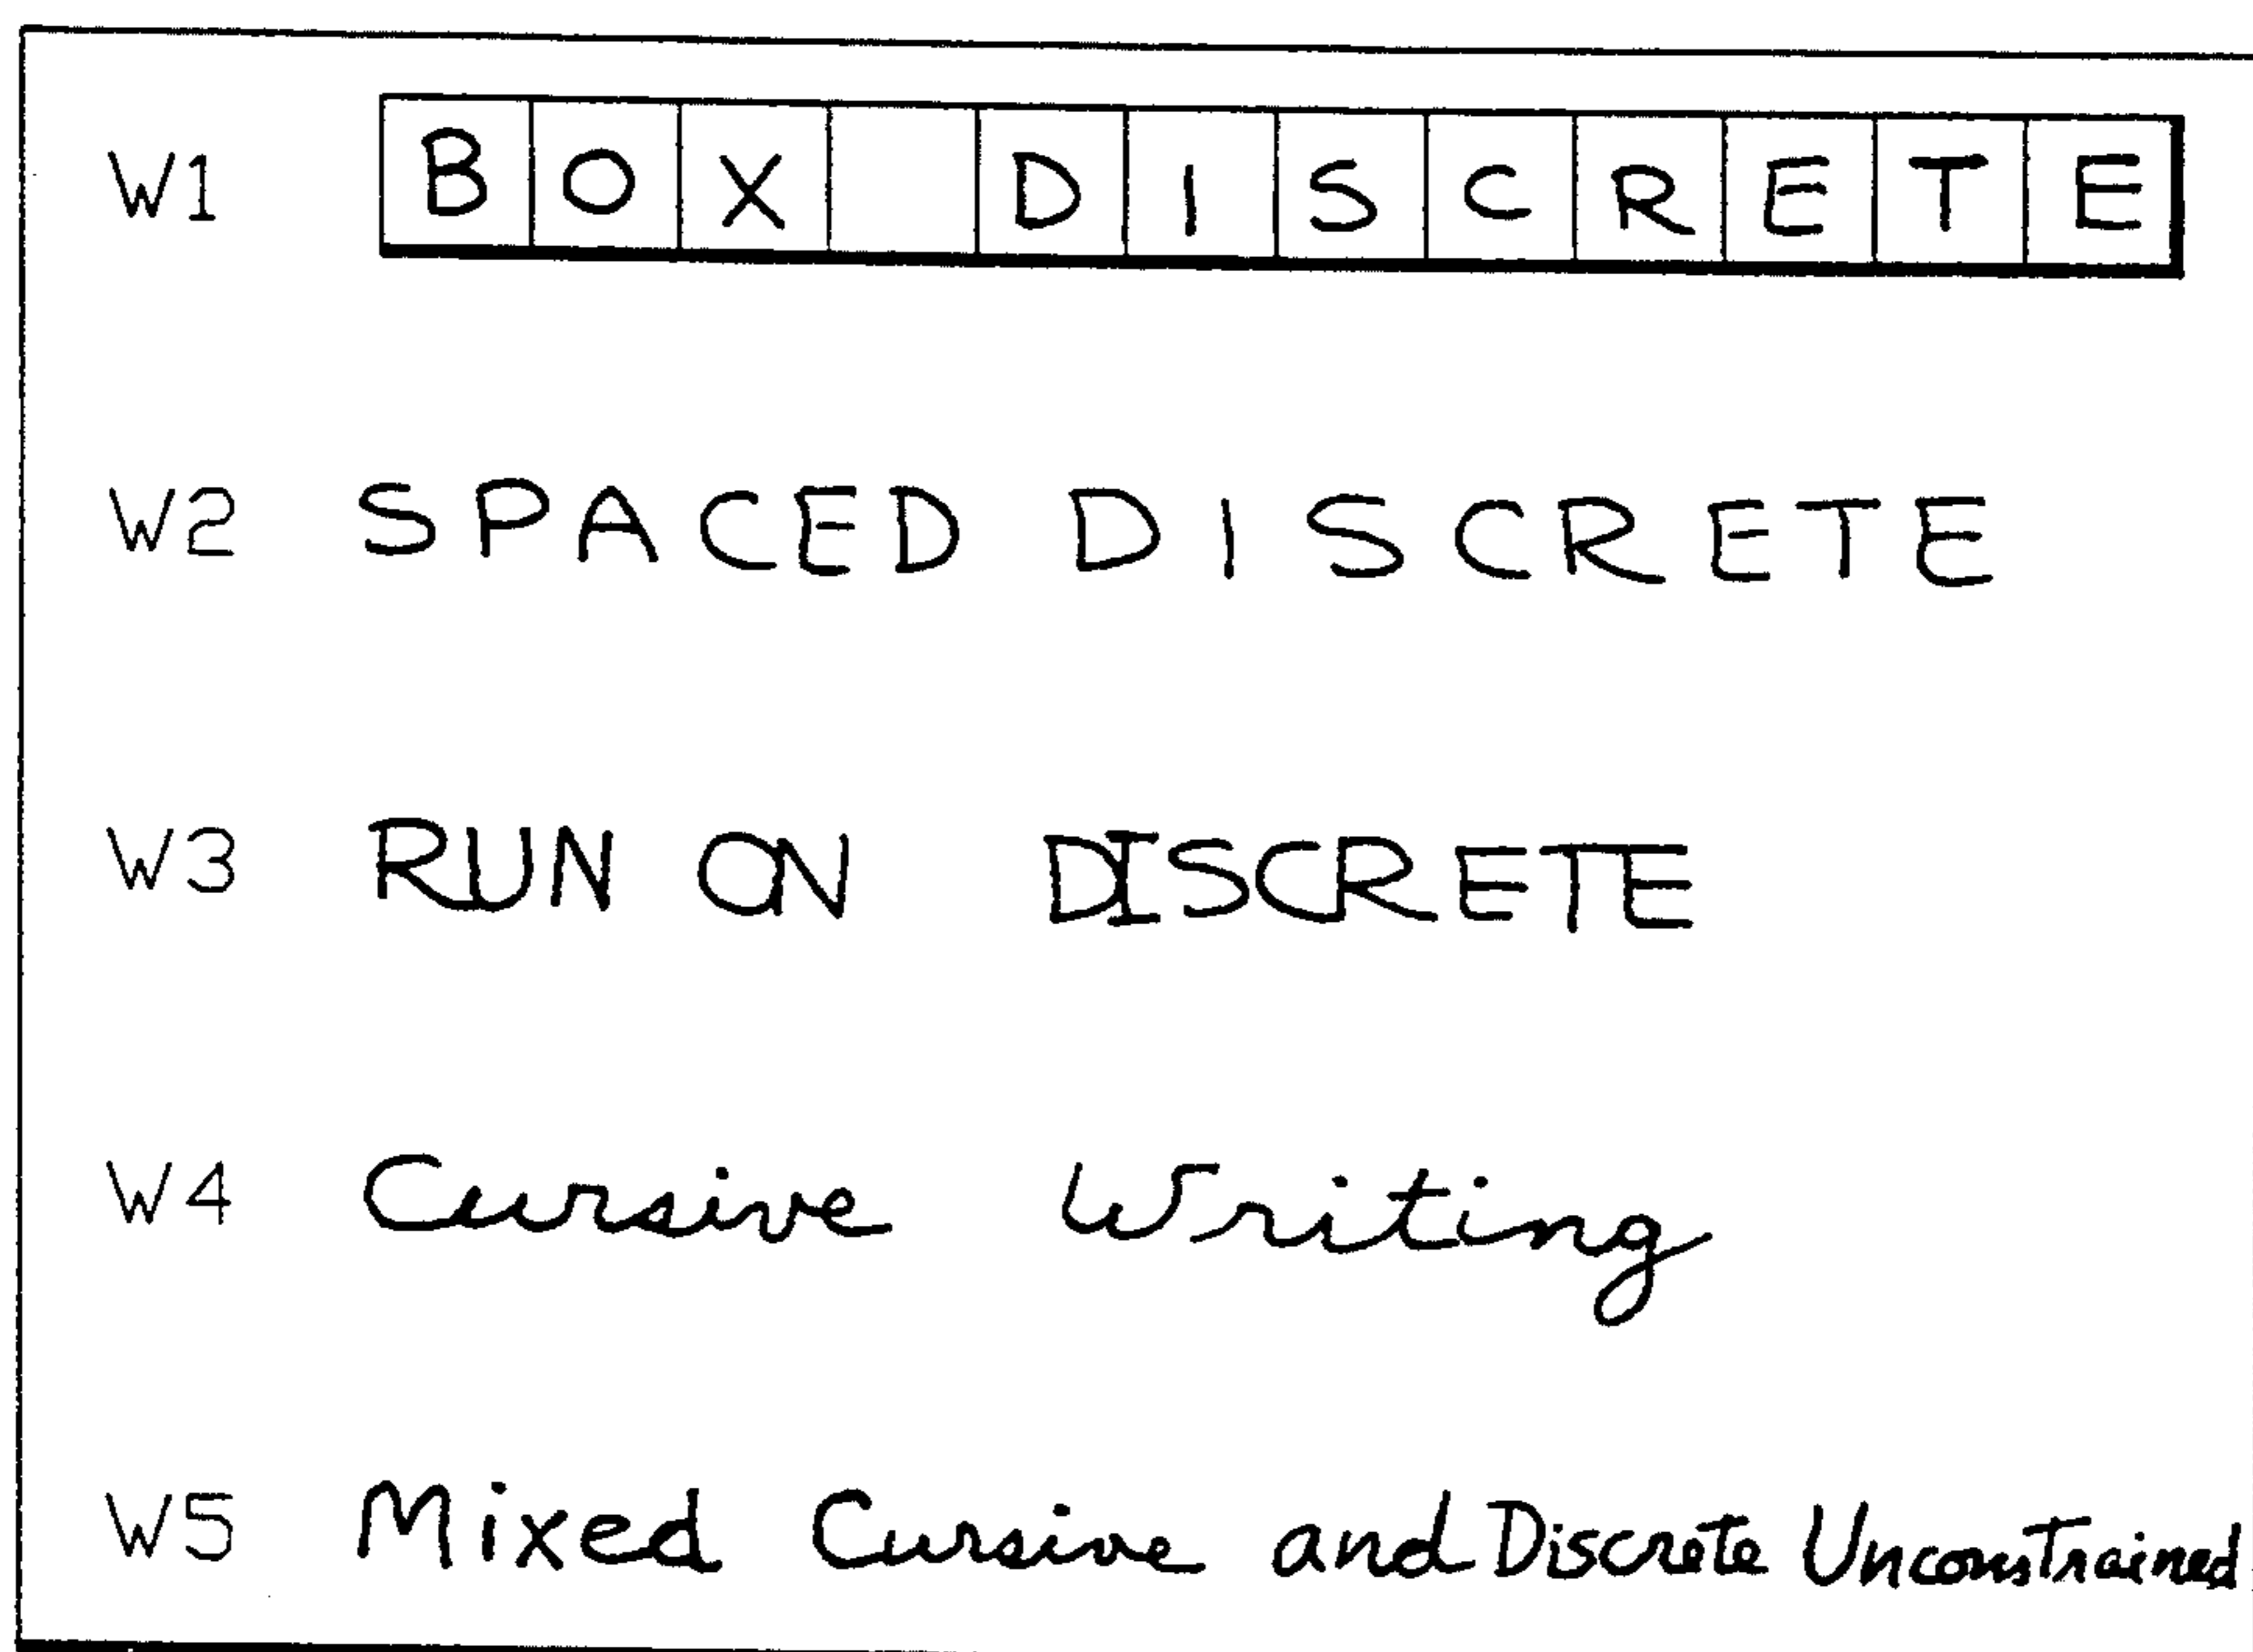 W1 BOX DISCRETE
W2 SPACED DISCRETE
W3 RUN ON DISCRETE
W4 Cursive Writing
W5 Mixed Cursive and Discrete Unconstrained